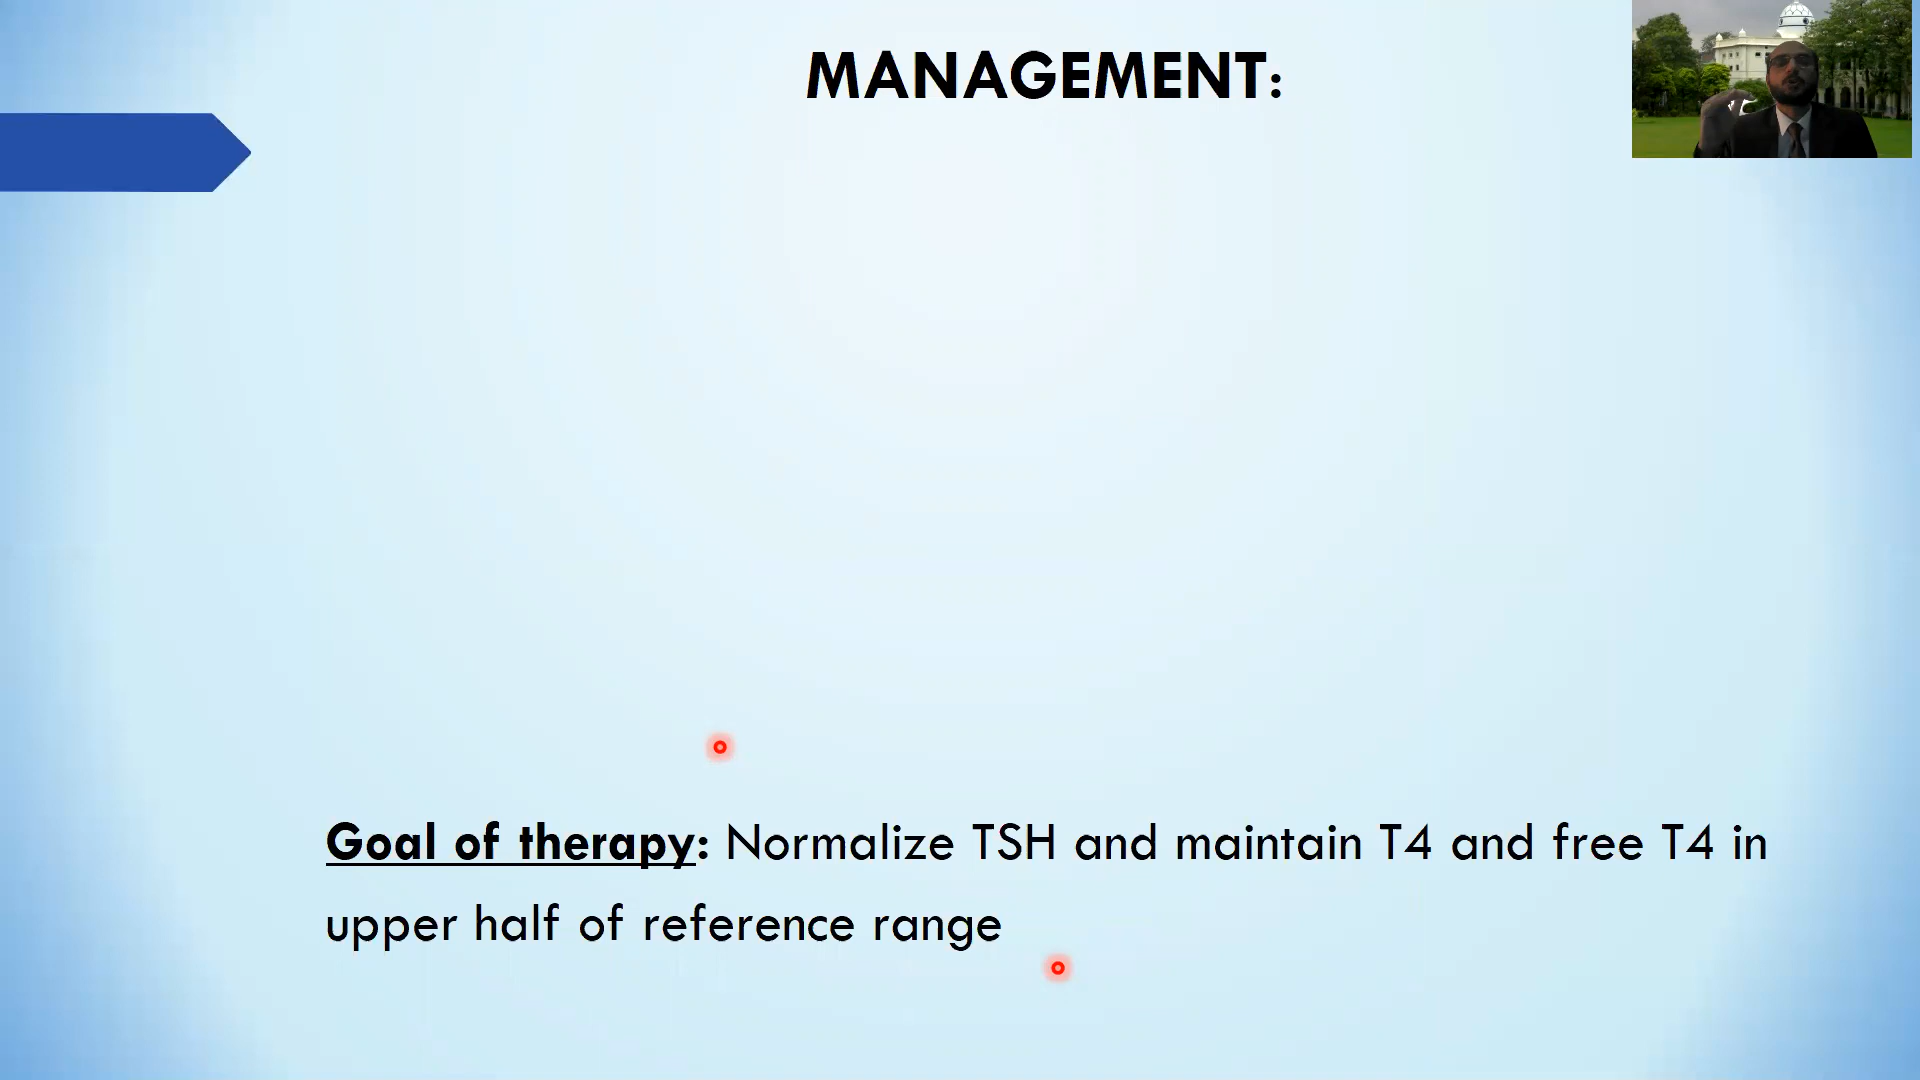 MANAGEMENT:
Goal of therapy: Normalize TSH and maintain T4 and free T4 in
upper half of reference range